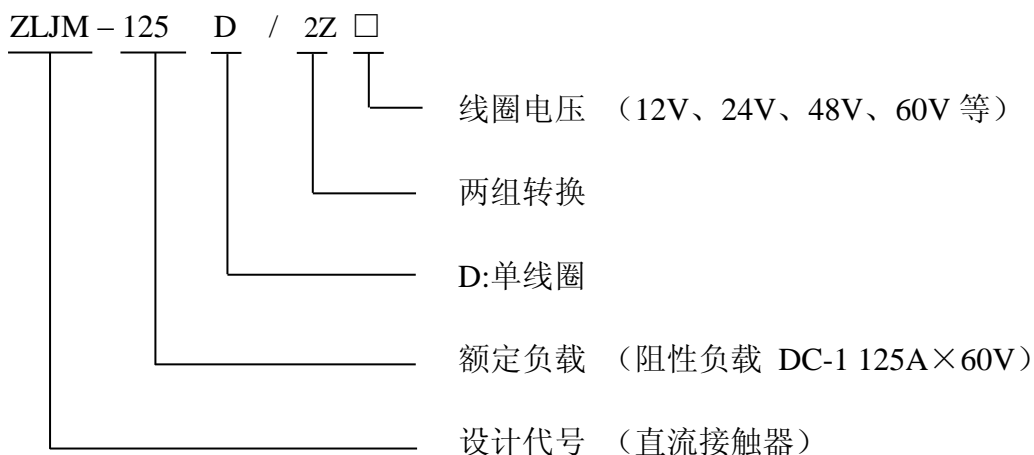 ZLJM – 125 D / 2Z □
线圈电压 （12V、24V、48V、60V 等）
两组转换
D:单线圈
额定负载 （阻性负载 DC-1 125A×60V）
设计代号 （直流接触器）